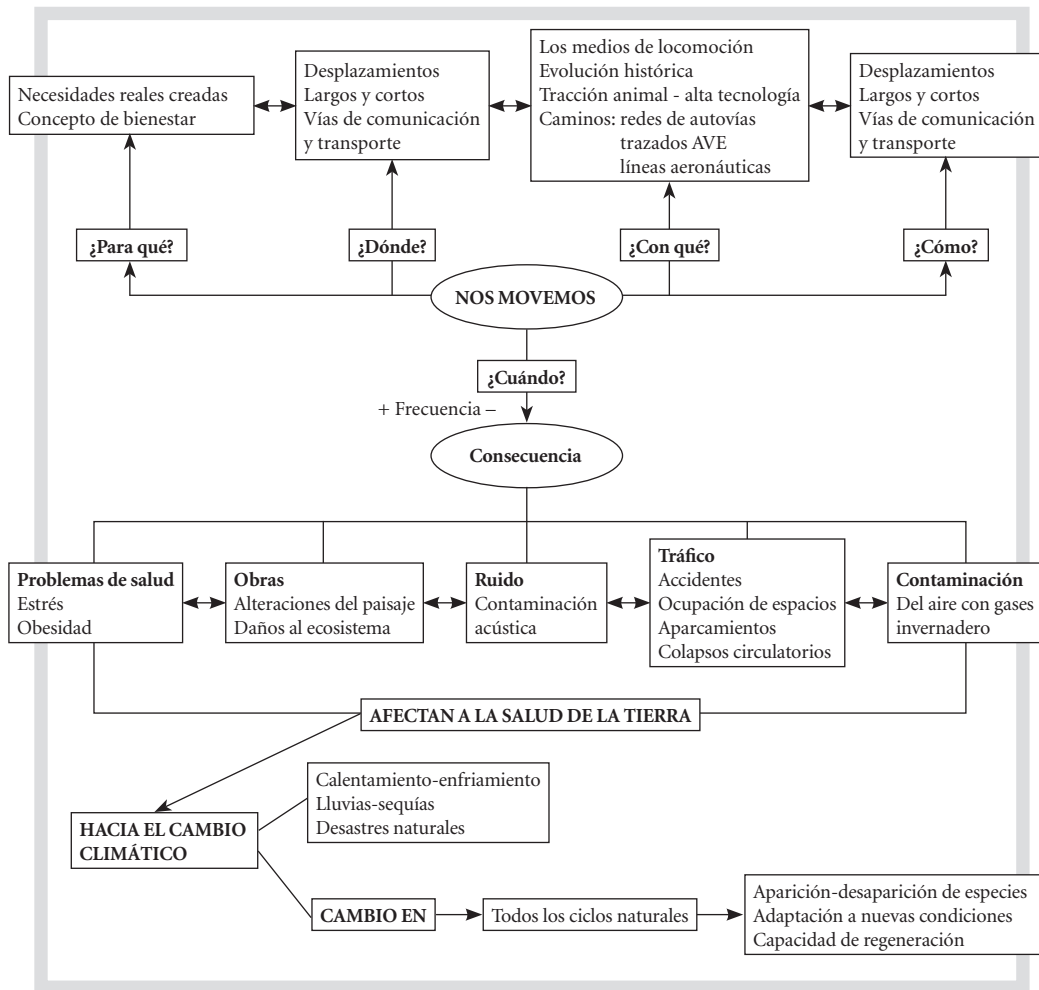 Necesidades reales creadas
Concepto de bienestar
Desplazamientos
Largos y cortos
Vías de comunicación
y transporte
Los medios de locomoción
Evolución histórica
Tracción animal - alta tecnología
Caminos: redes de autovías
trazados AVE
líneas aeronáuticas
Desplazamientos
Largos y cortos
Vías de comunicación
y transporte
¿Para qué?
¿Dónde?
¿Con qué?
¿Cómo?
NOS MOVEMOS
¿Cuándo?
+ Frecuencia –
Consecuencia
Problemas de salud
Estrés
Obesidad
Obras
Alteraciones del paisaje
Daños al ecosistema
Ruido
Contaminación
acústica
Tráfico
Accidentes
Ocupación de espacios
Aparcamientos
Colapsos circulatorios
Contaminación
Del aire con gases
invernadero
AFECTAN A LA SALUD DE LA TIERRA
Calentamiento-enfriamiento
Lluvias-sequías
Desastres naturales
HACIA EL CAMBIO
CLIMÁTICO
CAMBIO EN
Todos los ciclos naturales
Aparición-desaparición de especies
Adaptación a nuevas condiciones
Capacidad de regeneración